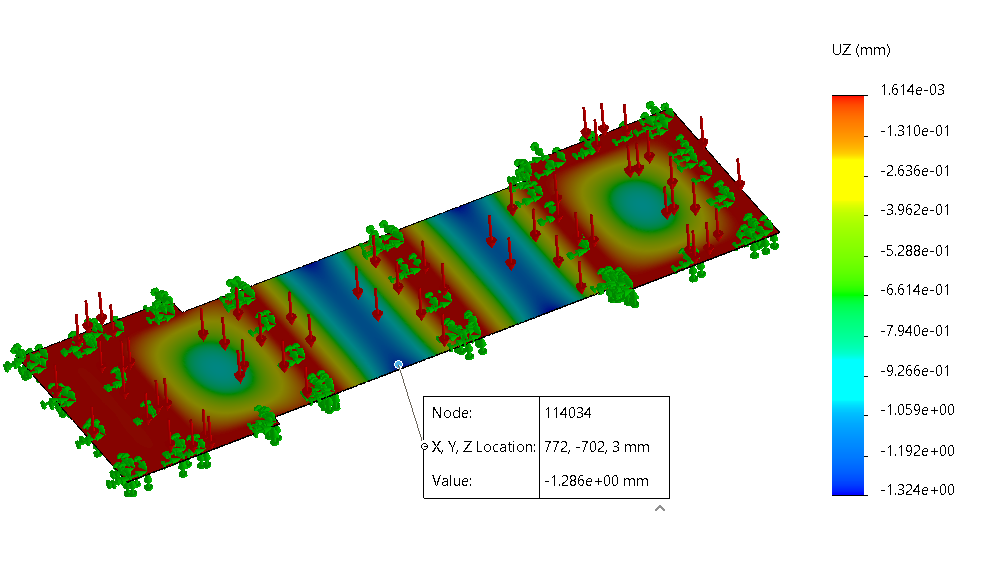 UZ (mm)
1.614e-03
-1.310e-01
-2.636e-01
-3.962e-01
-5.288e-01
-6.614e-01
-7.940e-01
-9.266e-01
-1.059e+00
-1.192e+00
-1.324e+00
Node: 114034
X, Y, Z Location: 772, -702, 3 mm
Value: -1.286e+00 mm